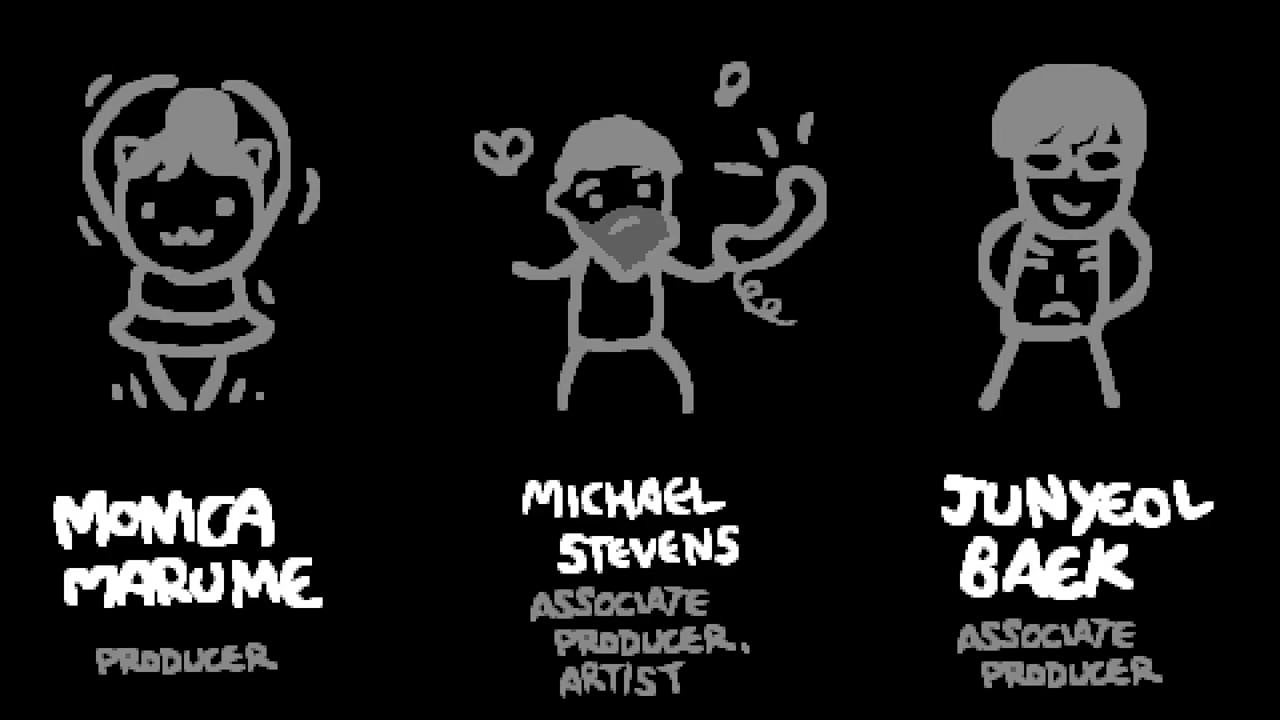 MONICA
MARUME
PRODUCER
MICHAEL
STEVENS
ASSOCIATE
PRODUCER.
ARTIST
JUNYEOL
BAEK
ASSOCIATE
PRODUCER